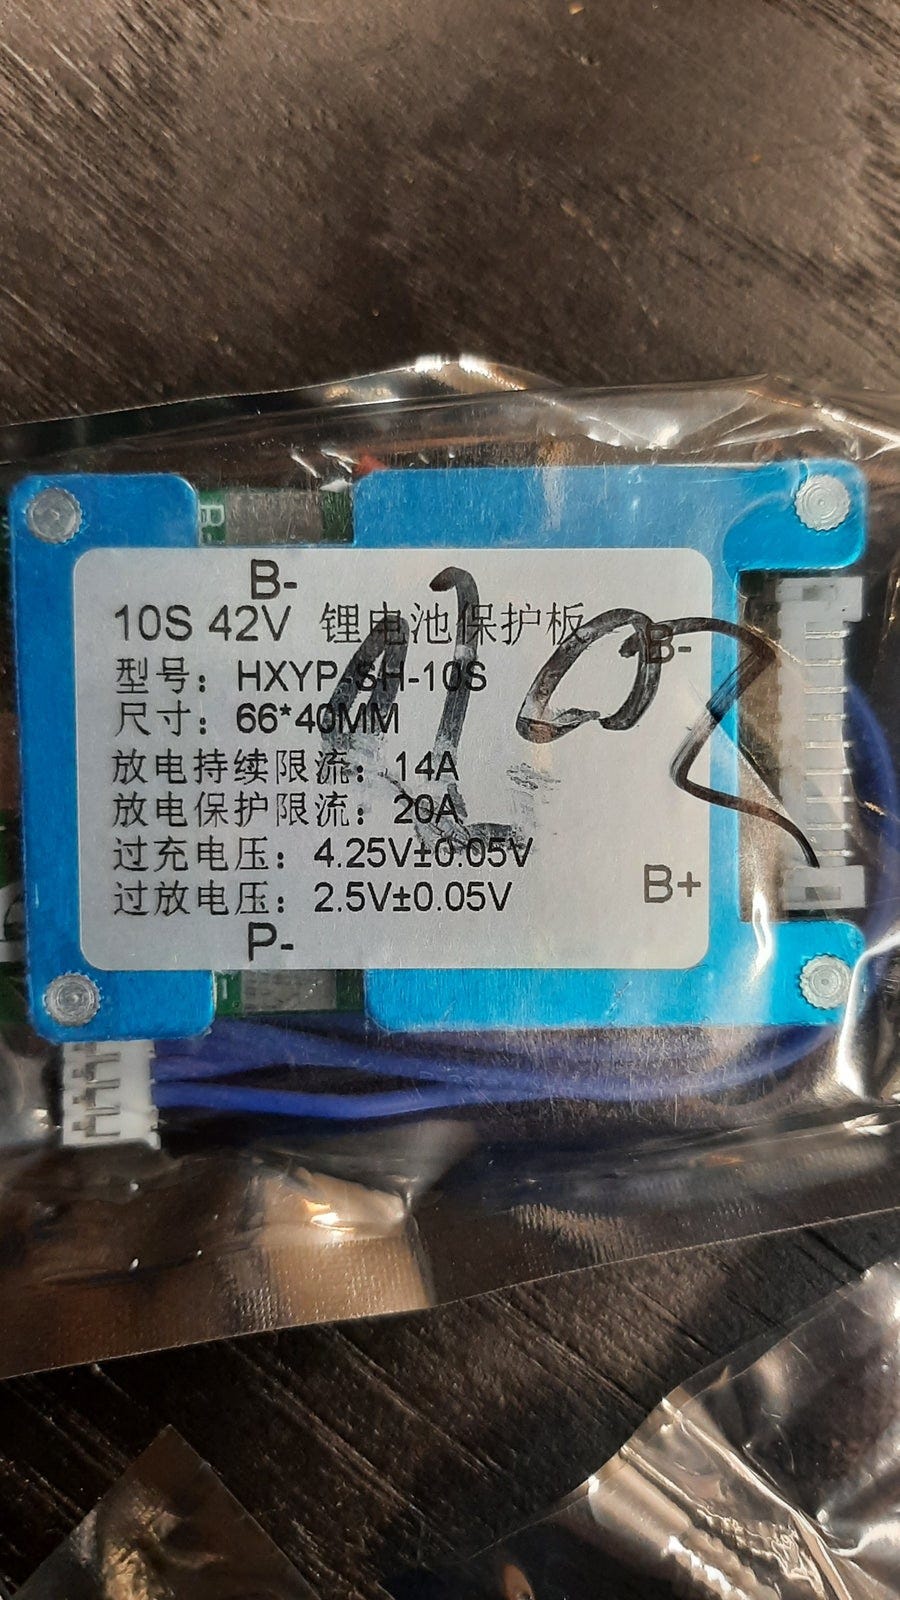 B-
B-
10S 42V 锂电池保护板
B-
型号：HXYP-SH-10S
尺寸：66*40MM
放电持续限流：14A
放电保护限流：20A
过充电压：4.25V±0.05V
B+
过放电压：2.5V±0.05V
P-